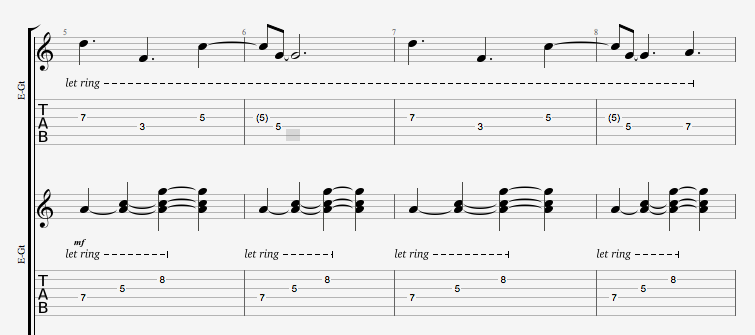 5 6 7 8
let ring
E-Gt
T A B
7 3 5 (5) 5 7 3 5 (5) 5 7
mf
let ring let ring let ring let ring
E-Gt
T A B
7 5 8 7 5 8 7 5 8 7 5 8